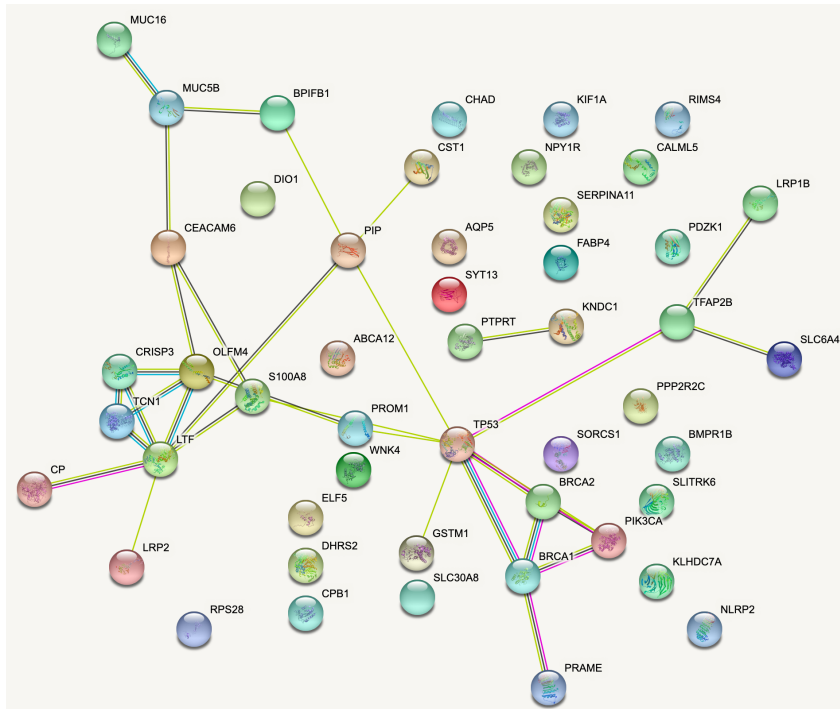 MUC16
MUC5B
BPIFB1
CHAD
KIF1A
RIMS4
CST1
NPY1R
CALML5
DIO1
SERPINA11
LRP1B
CEACAM6
PIP
AQP5
FABP4
PDZK1
SYT13
TFAP2B
PTPRT
KNDC1
SLC6A4
CRISP3
OLFM4
ABCA12
S100A8
TCN1
PROM1
TP53
PPP2R2C
LTF
WNK4
SORCS1
BMPR1B
CP
BRCA2
SLITRK6
ELF5
PIK3CA
LRP2
DHRS2
GSTM1
BRCA1
SLC30A8
KLHDC7A
RPS28
CPB1
NLRP2
PRAME